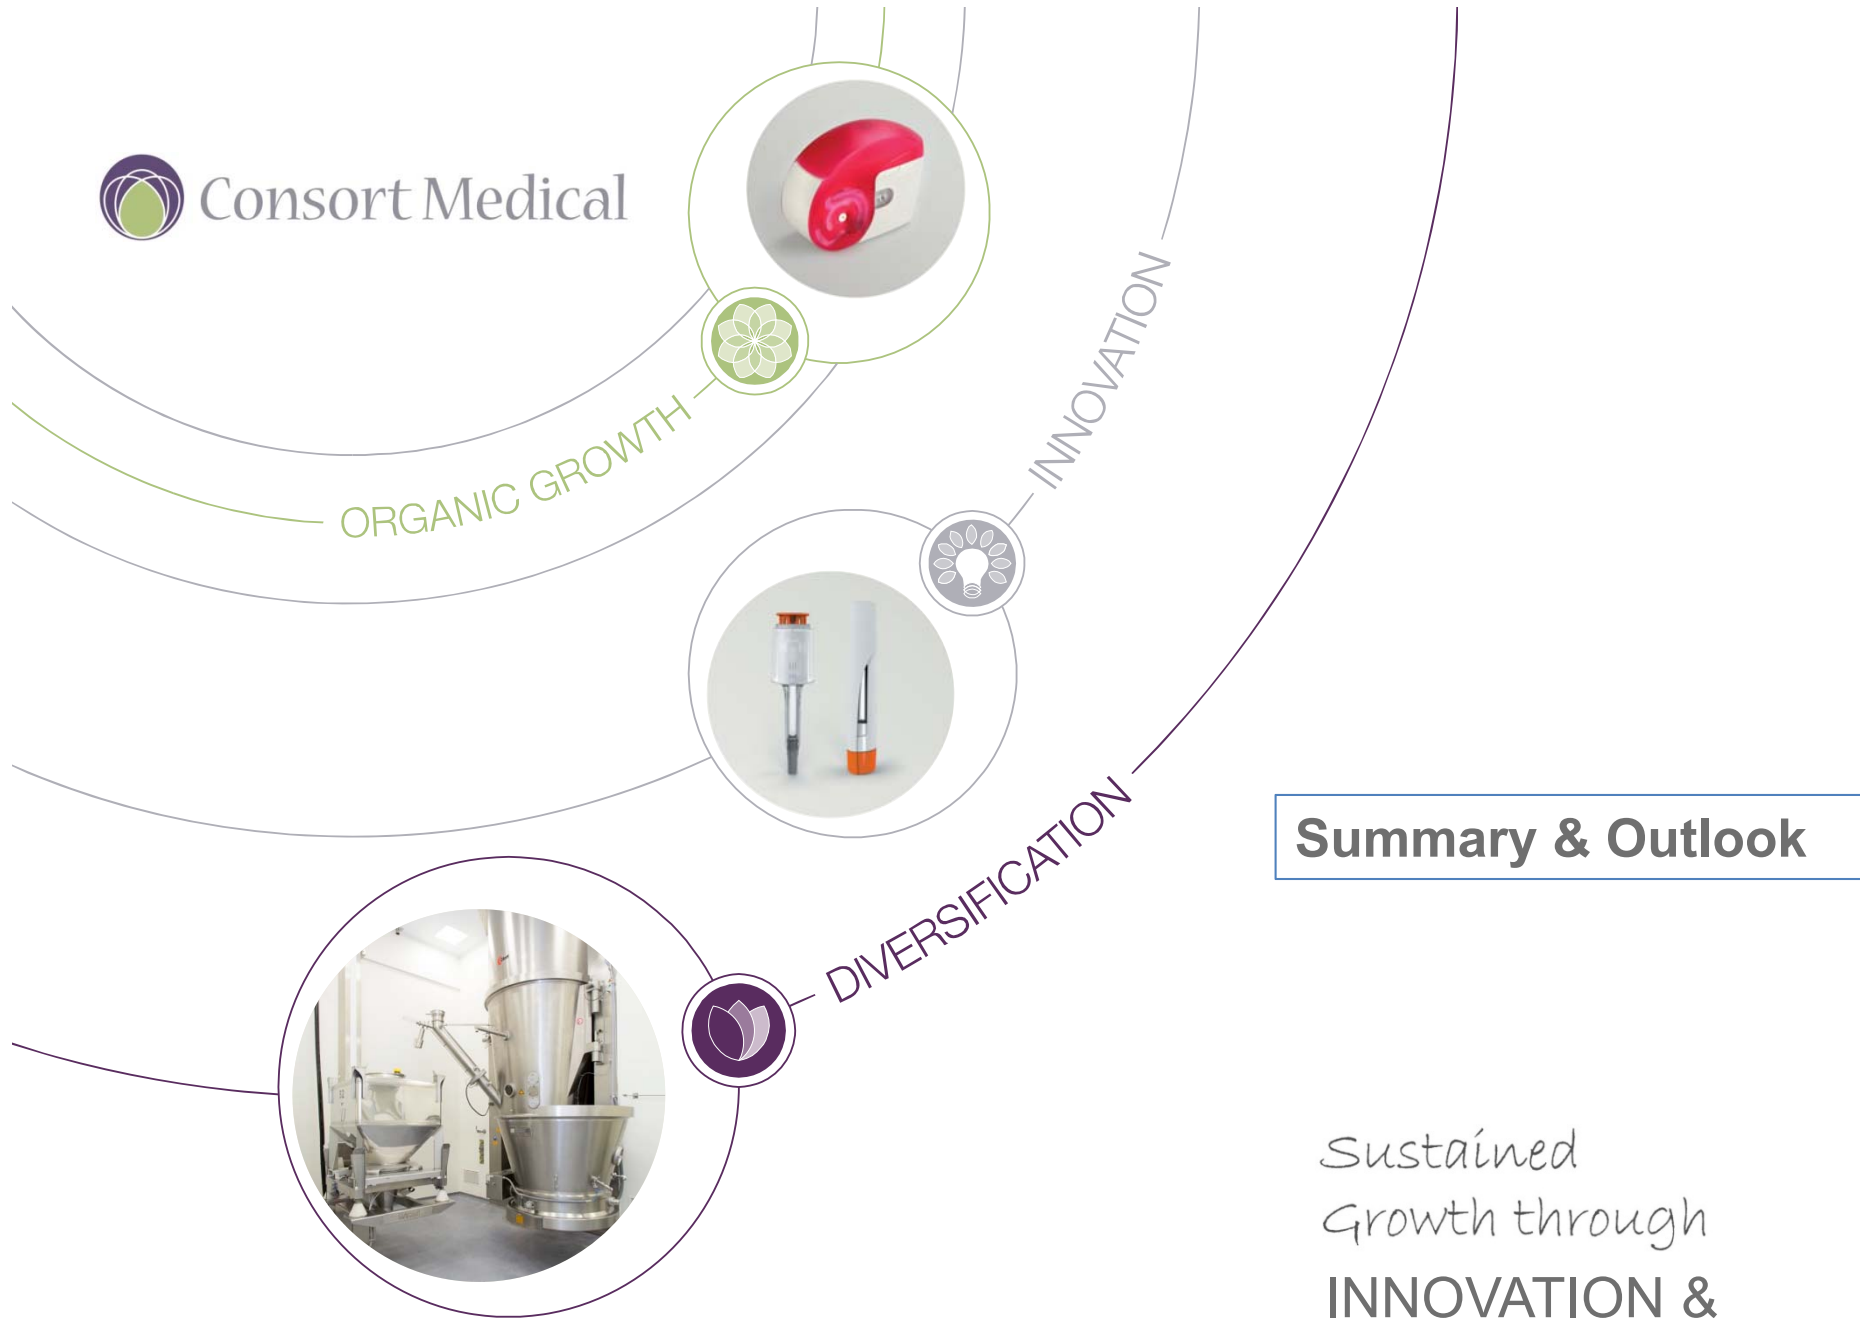 Consort Medical
ORGANIC GROWTH
INNOVATION
DIVERSIFICATION
Summary & Outlook
Sustained
Growth through
INNOVATION &